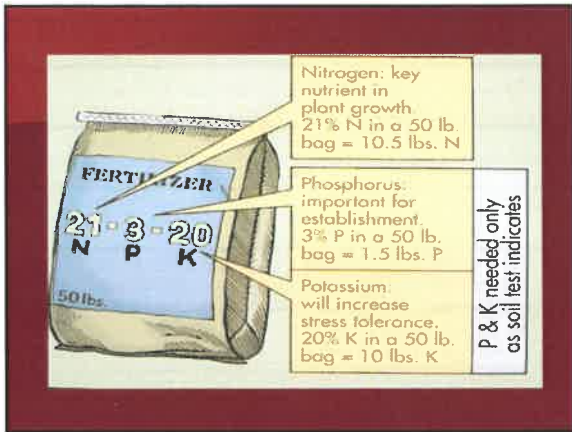 FERTILIZER
21-3-20
N P K
50 lbs.
Nitrogen: key
nutrient in
plant growth.
21% N in a 50 lb.
bag = 10.5 lbs. N
Phosphorus:
important for
establishment.
3% P in a 50 lb.
bag = 1.5 lbs. P
Potassium:
will increase
stress tolerance.
20% K in a 50 lb.
bag = 10 lbs. K
P & K needed only
as soil test indicates